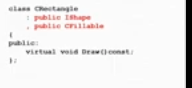 class CRectangle
    : public IShape
    , public CFillable
{
public:
    virtual void Draw()const;
};